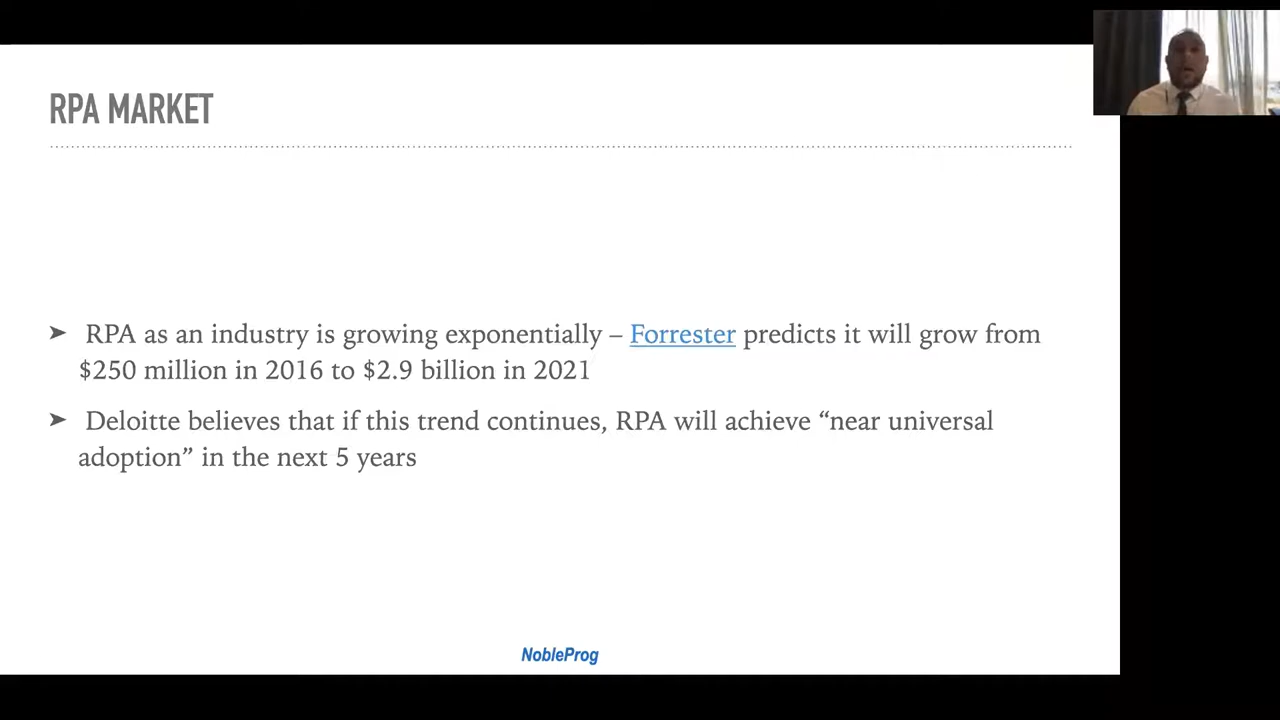 RPA MARKET
➤ RPA as an industry is growing exponentially – Forrester predicts it will grow from
$250 million in 2016 to $2.9 billion in 2021
➤ Deloitte believes that if this trend continues, RPA will achieve “near universal
adoption” in the next 5 years
NobleProg